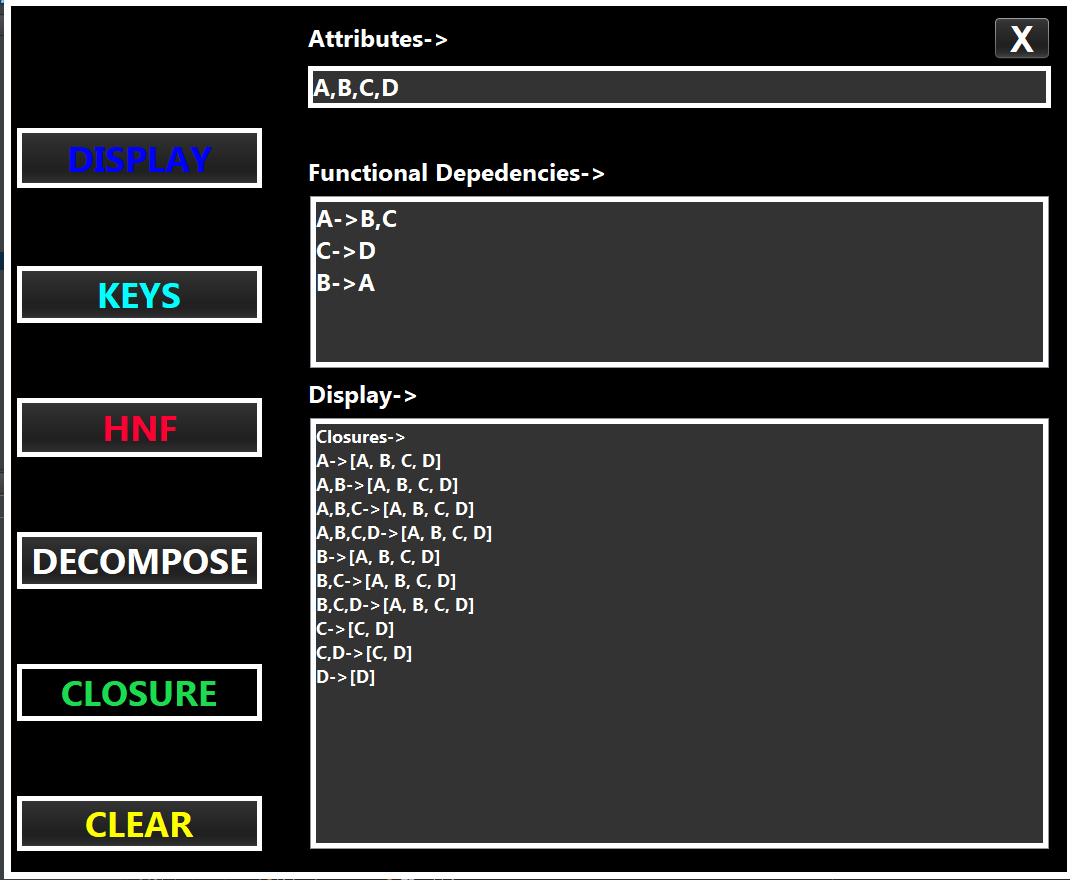 Attributes->
X
A,B,C,D
DISPLAY
KEYS
HNF
DECOMPOSE
CLOSURE
CLEAR
Functional Depedencies->
A->B,C
C->D
B->A
Display->
Closures->
A->[A, B, C, D]
A,B->[A, B, C, D]
A,B,C->[A, B, C, D]
A,B,C,D->[A, B, C, D]
B->[A, B, C, D]
B,C->[A, B, C, D]
B,C,D->[A, B, C, D]
C->[C, D]
C,D->[C, D]
D->[D]